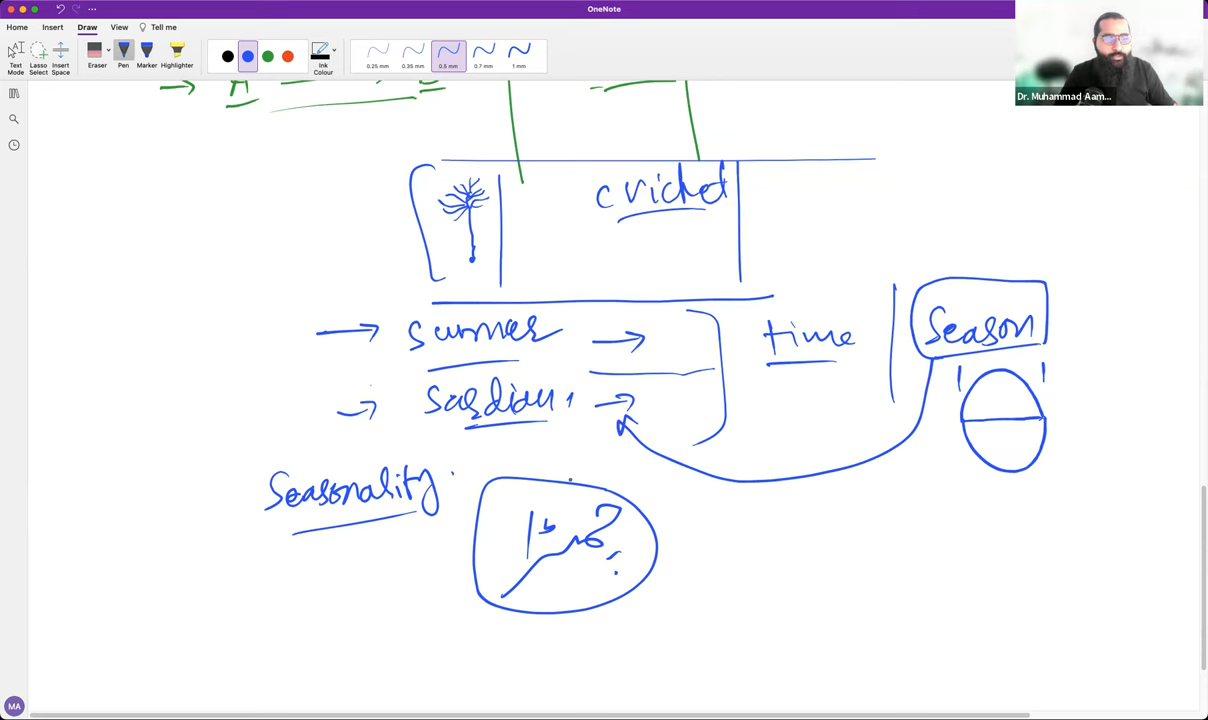 OneNote
Home Insert Draw View Tell me
Text Mode
Lasso Select
Insert Space
Eraser
Pen
Marker
Highlighter
Ink Colour
0.25 mm
0.35 mm
0.5 mm
0.7 mm
1 mm
Dr. Muhammad Aam...
A
cricket
summer
time
Season
Seasonality
MA